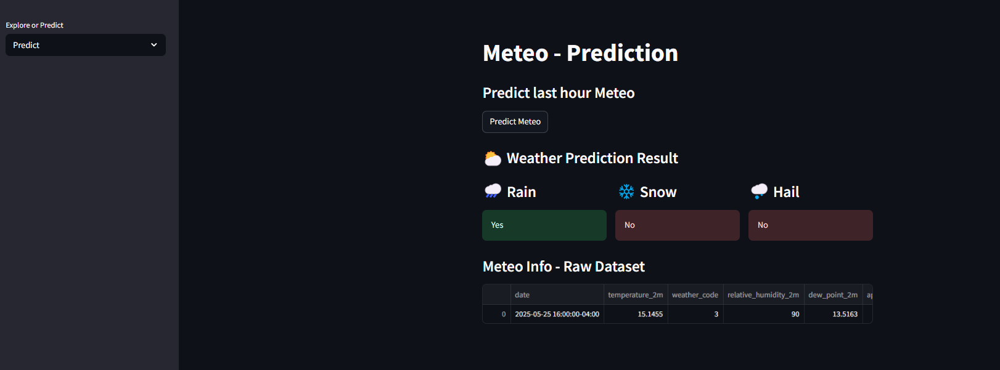 Explore or Predict
Predict
Meteo - Prediction
Predict last hour Meteo
Predict Meteo
Weather Prediction Result
Rain Snow Hail
Yes No No
Meteo Info - Raw Dataset
date temperature_2m weather_code relative_humidity_2m dew_point_2m
0 2025-05-25 16:00:00-04:00 15.1455 3 90 13.5163